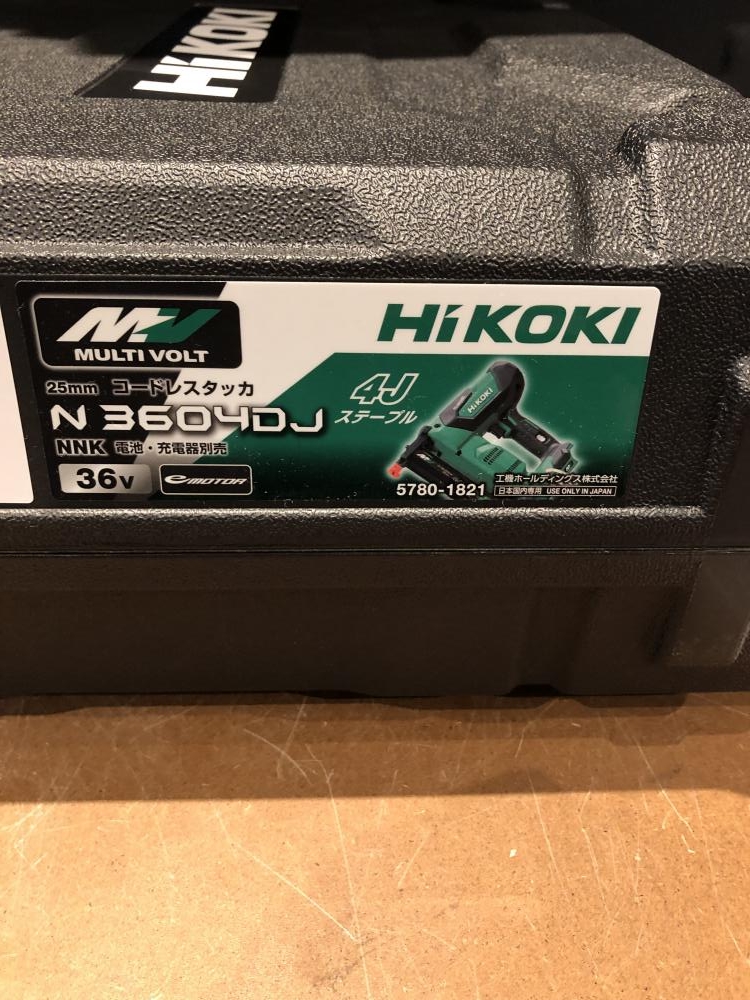 HiKOKI
MULTI VOLT
HiKOKI
25mm コードレスタッカ
N 3604DJ
4J
ステープル
NNK 電池・充電器別売
36V
e MOTOR
HiKOKI
5780-1821
工機ホールディングス株式会社
日本国内専用 USE ONLY IN JAPAN